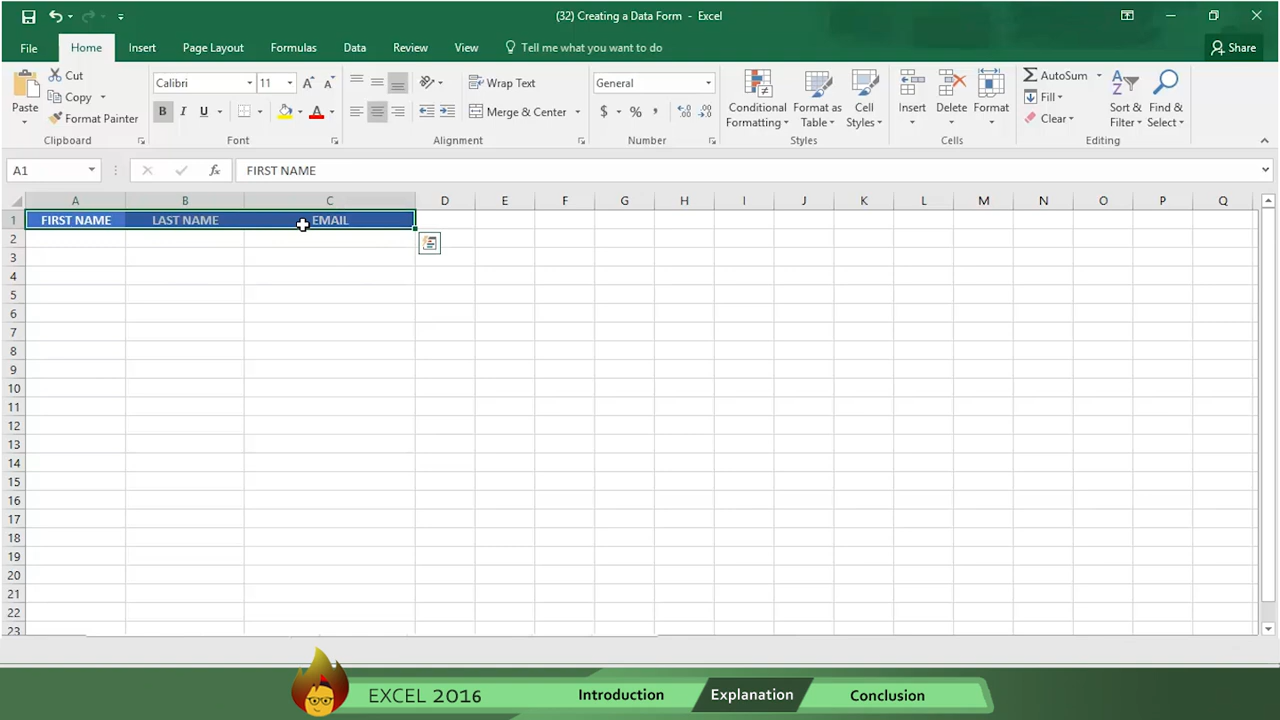 (32) Creating a Data Form - Excel
File Home Insert Page Layout Formulas Data Review View Tell me what you want to do Share
Paste
Cut
Copy
Format Painter
Clipboard
Calibri 11
B I U
Font
Wrap Text
Merge & Center
Alignment
General
$ % ,
Number
Conditional Formatting
Format as Table
Cell Styles
Styles
Insert Delete Format
Cells
AutoSum
Fill
Clear
Sort & Filter
Find & Select
Editing
A1 fx FIRST NAME
A B C D E F G H I J K L M N O P Q
1 FIRST NAME LAST NAME EMAIL
2
3
4
5
6
7
8
9
10
11
12
13
14
15
16
17
18
19
20
21
22
23
EXCEL 2016 Introduction Explanation Conclusion